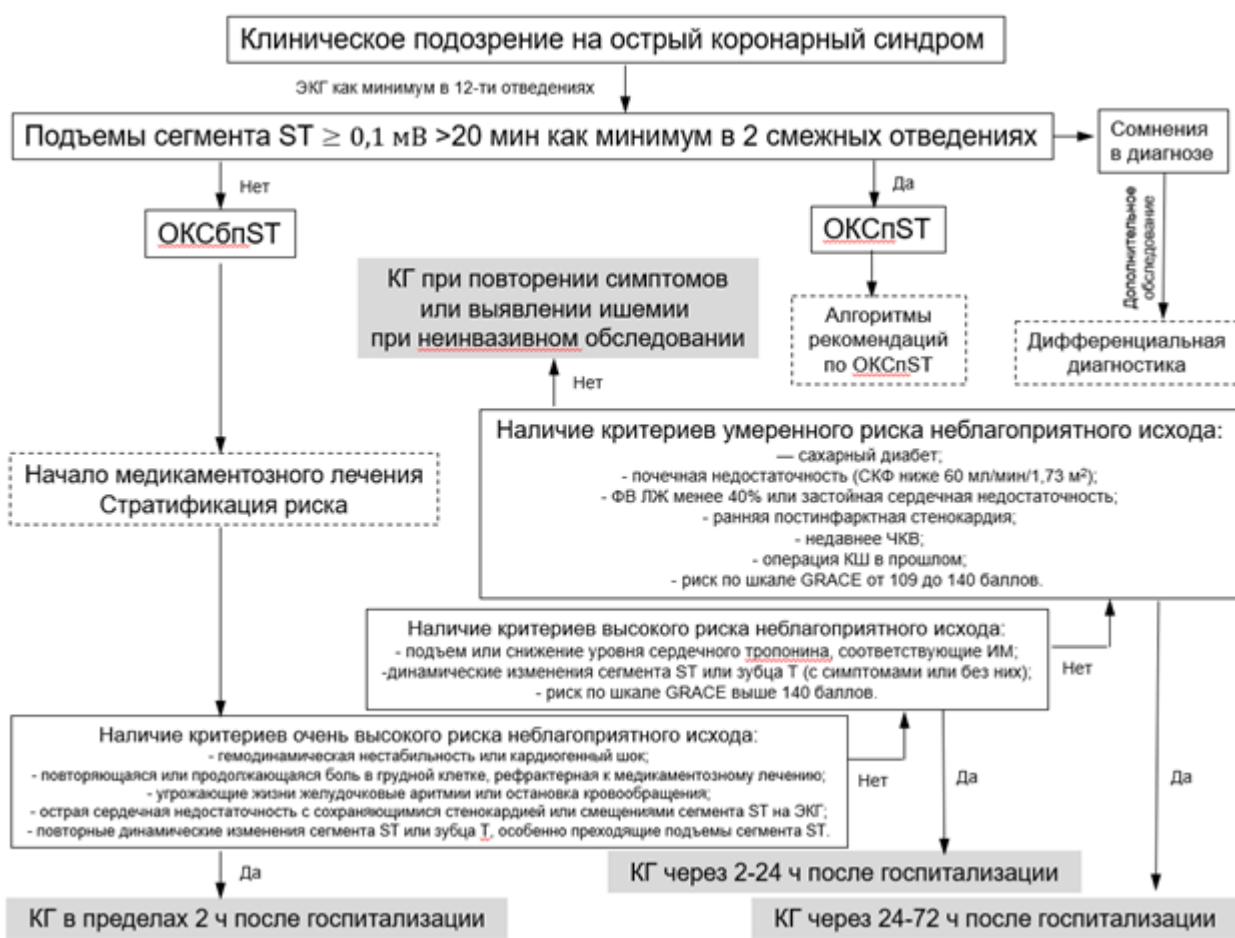 Клиническое подозрение на острый коронарный синдром
ЭКГ как минимум в 12-ти отведениях
Подъемы сегмента ST ≥ 0,1 мВ >20 мин как минимум в 2 смежных отведениях
Сомнения
в диагнозе
Нет
Да
ОКСбпST
ОКСпST
Дополнительное
обследование
КГ при повторении симптомов
или выявлении ишемии
при неинвазивном обследовании
Алгоритмы
рекомендаций
по ОКСпST
Дифференциальная
диагностика
Нет
Наличие критериев умеренного риска неблагоприятного исхода:
— сахарный диабет;
- почечная недостаточность (СКФ ниже 60 мл/мин/1,73 м²);
- ФВ ЛЖ менее 40% или застойная сердечная недостаточность;
- ранняя постинфарктная стенокардия;
- недавнее ЧКВ;
- операция КШ в прошлом;
- риск по шкале GRACE от 109 до 140 баллов.
Начало медикаментозного лечения
Стратификация риска
Наличие критериев высокого риска неблагоприятного исхода:
- подъем или снижение уровня сердечного тропонина, соответствующие ИМ;
-динамические изменения сегмента ST или зубца Т (с симптомами или без них);
- риск по шкале GRACE выше 140 баллов.
Нет
Наличие критериев очень высокого риска неблагоприятного исхода:
- гемодинамическая нестабильность или кардиогенный шок;
- повторяющаяся или продолжающаяся боль в грудной клетке, рефрактерная к медикаментозному лечению;
- угрожающие жизни желудочковые аритмии или остановка кровообращения;
- острая сердечная недостаточность с сохраняющимися стенокардией или смещениями сегмента ST на ЭКГ;
- повторные динамические изменения сегмента ST или зубца Т, особенно преходящие подъемы сегмента ST.
Нет
Да
Да
Да
КГ через 2-24 ч после госпитализации
КГ в пределах 2 ч после госпитализации
КГ через 24-72 ч после госпитализации